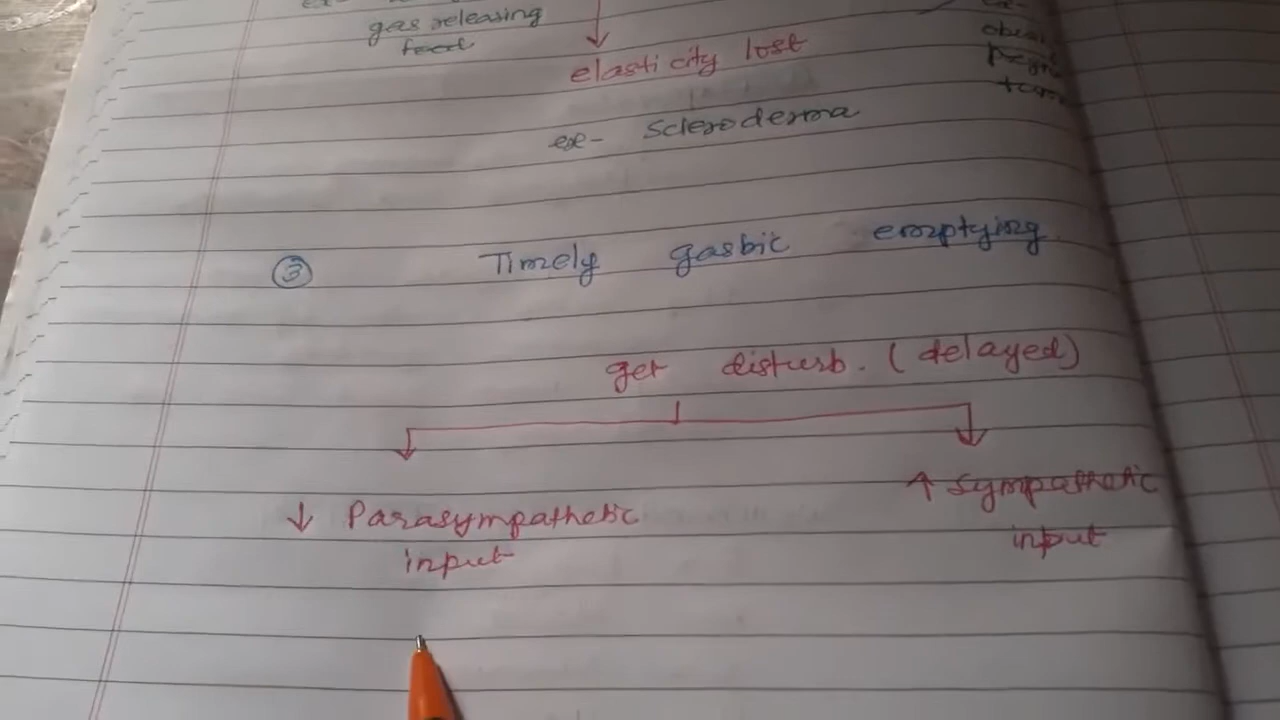 gas releasing
food
elasticity lost
ex- Scleroderma
③ Timely gastric emptying
get disturb. (delayed)
↓ Parasympathetic
input
↑ Sympathetic
input